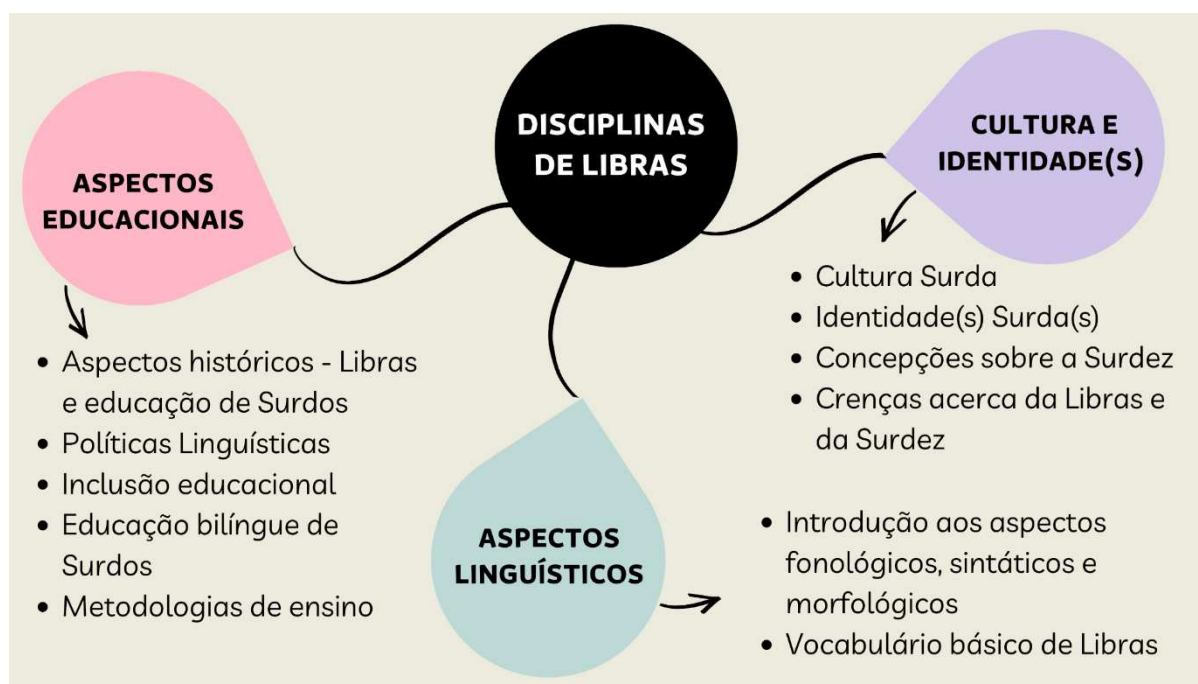 DISCIPLINAS
DE LIBRAS
ASPECTOS
EDUCACIONAIS
• Aspectos históricos - Libras
e educação de Surdos
• Políticas Linguísticas
• Inclusão educacional
• Educação bilíngue de
Surdos
• Metodologias de ensino
CULTURA E
IDENTIDADE(S)
• Cultura Surda
• Identidade(s) Surda(s)
• Concepções sobre a Surdez
• Crenças acerca da Libras e
da Surdez
ASPECTOS
LINGUÍSTICOS
• Introdução aos aspectos
fonológicos, sintáticos e
morfológicos
• Vocabulário básico de Libras